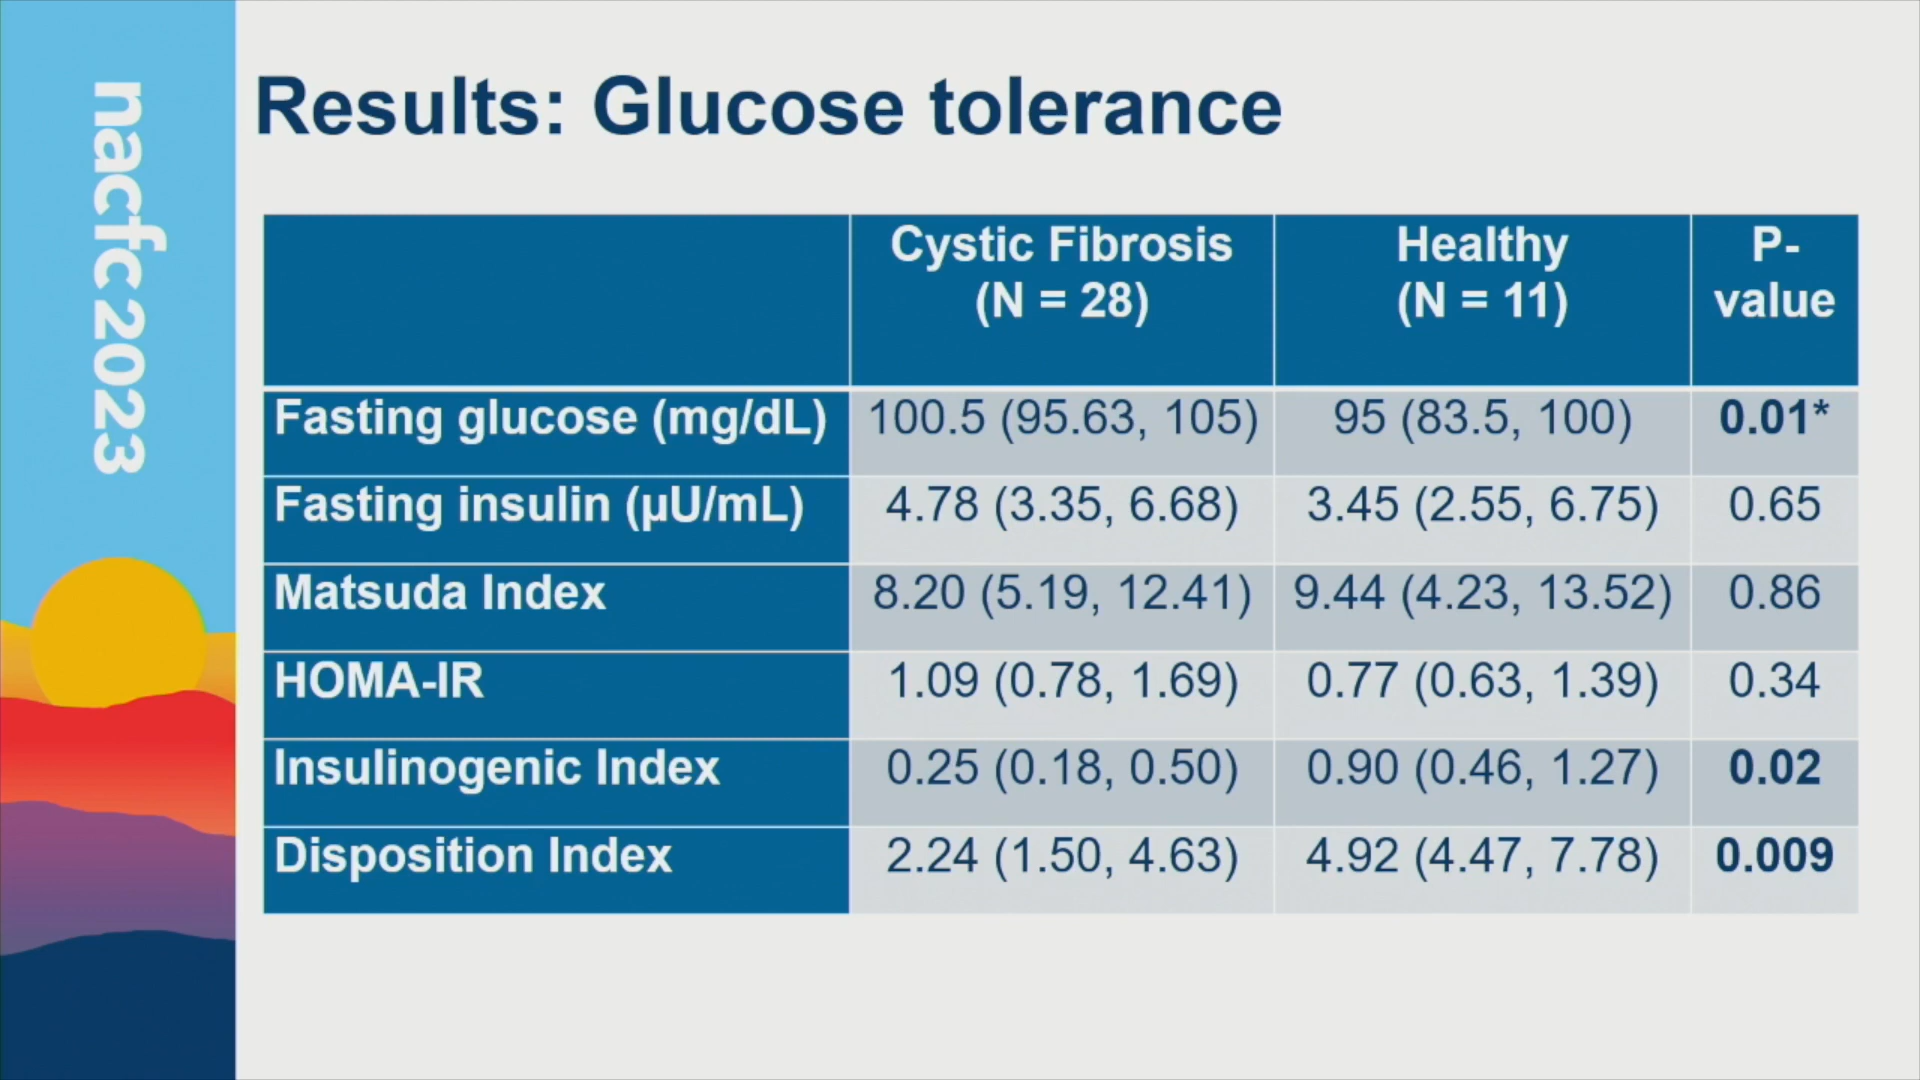 nacfc 2023
Results: Glucose tolerance
Cystic Fibrosis (N = 28) Healthy (N = 11) P-value
Fasting glucose (mg/dL) 100.5 (95.63, 105) 95 (83.5, 100) 0.01*
Fasting insulin (µU/mL) 4.78 (3.35, 6.68) 3.45 (2.55, 6.75) 0.65
Matsuda Index 8.20 (5.19, 12.41) 9.44 (4.23, 13.52) 0.86
HOMA-IR 1.09 (0.78, 1.69) 0.77 (0.63, 1.39) 0.34
Insulinogenic Index 0.25 (0.18, 0.50) 0.90 (0.46, 1.27) 0.02
Disposition Index 2.24 (1.50, 4.63) 4.92 (4.47, 7.78) 0.009